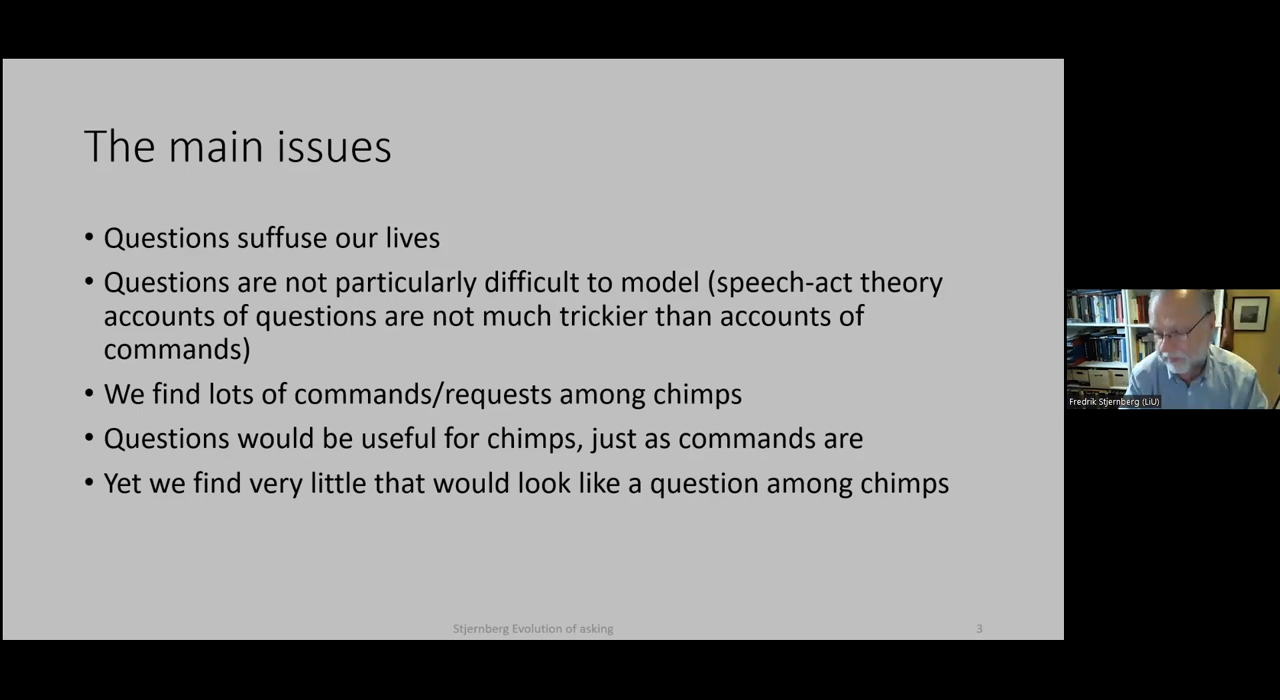 The main issues
• Questions suffuse our lives
• Questions are not particularly difficult to model (speech-act theory
accounts of questions are not much trickier than accounts of
commands)
• We find lots of commands/requests among chimps
• Questions would be useful for chimps, just as commands are
• Yet we find very little that would look like a question among chimps
Stjernberg Evolution of asking
3
Fredrik Stjernberg (LiU)